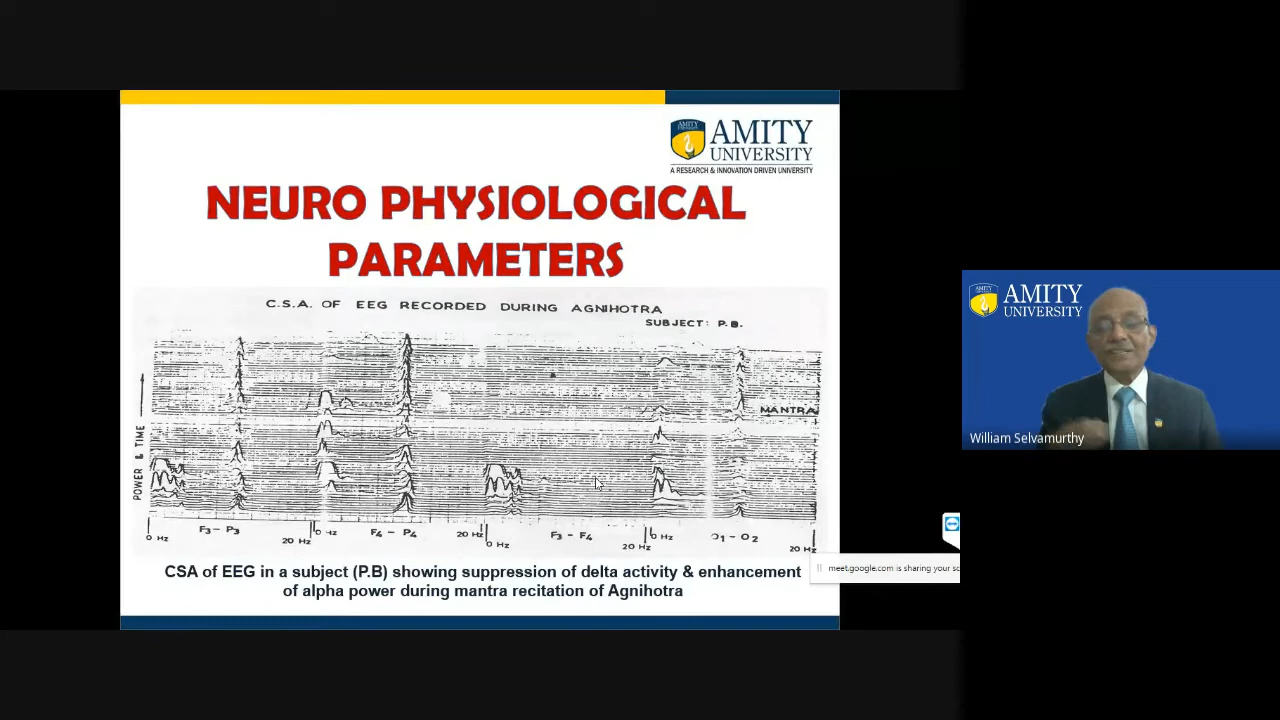 AMITY
UNIVERSITY
A RESEARCH & INNOVATION DRIVEN UNIVERSITY
NEURO PHYSIOLOGICAL
PARAMETERS
C.S.A. OF EEG RECORDED DURING AGNIHOTRA
SUBJECT: P.B.
MANTRA
POWER & TIME
F3-P3
F4-P4
F3-F4
O1-O2
0 Hz
20 Hz
0 Hz
20 Hz
0 Hz
20 Hz
0 Hz
20 Hz
CSA of EEG in a subject (P.B) showing suppression of delta activity & enhancement
of alpha power during mantra recitation of Agnihotra
AMITY
UNIVERSITY
William Selvamurthy
meet.google.com is sharing your sc